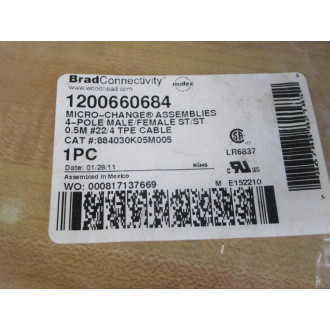 BradConnectivity™
www.woodhead.com
molex
1200660684
MICRO-CHANGE® ASSEMBLIES
4-POLE MALE/FEMALE ST/ST
0.5M #22/4 TPE CABLE
CAT #:884030K05M005
1PC
LR6837
Date: 01/26/11
RoHS
Assembled in Mexico
WO: 000817137669
M E152210